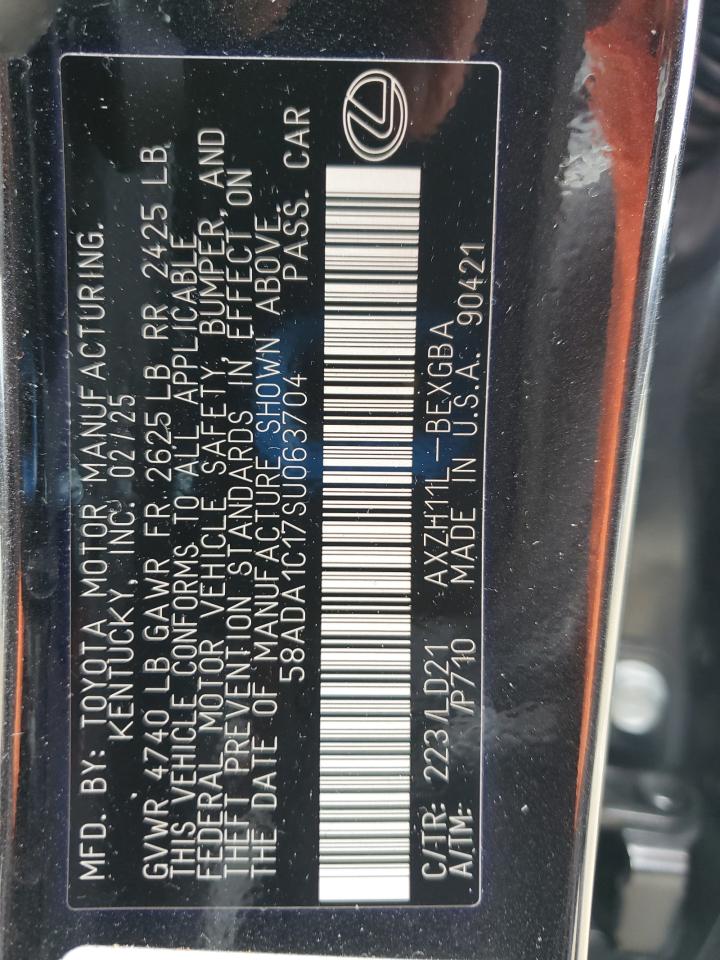 MFD. BY: TOYOTA MOTOR MANUFACTURING,
KENTUCKY, INC. 02/25
GVWR 4740 LB GAWR FR 2625 LB RR 2425 LB
THIS VEHICLE CONFORMS TO ALL APPLICABLE
FEDERAL MOTOR VEHICLE SAFETY, BUMPER, AND
THEFT PREVENTION STANDARDS IN EFFECT ON
THE DATE OF MANUFACTURE SHOWN ABOVE.
58ADA1C17SU063704 PASS. CAR
C/TR: 223/LD21 AXZH11L-BEXGBA
A/TM: /P710 MADE IN U.S.A. 90421